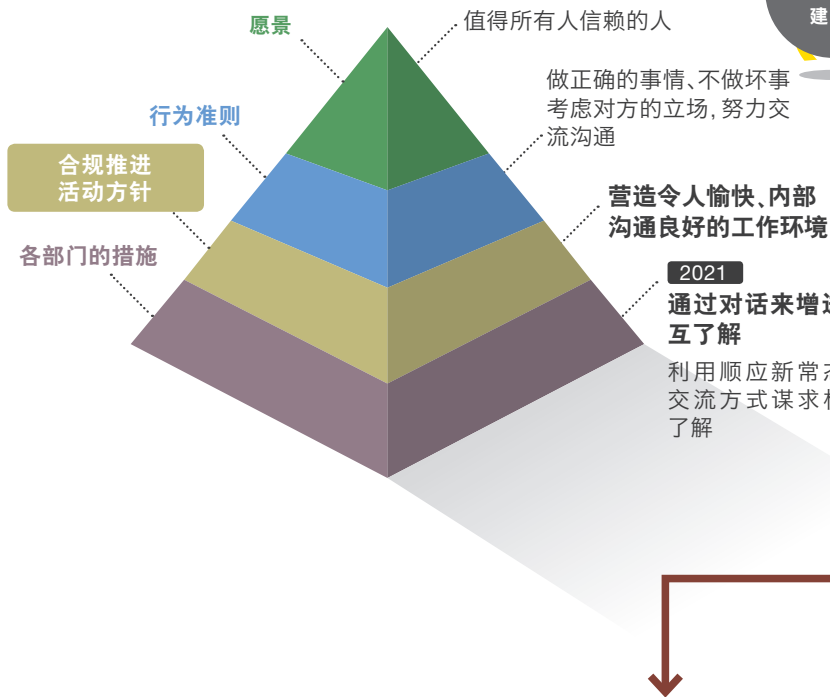 建
愿景
值得所有人信赖的人
做正确的事情、不做坏事
考虑对方的立场，努力交
流沟通
行为准则
合规推进
活动方针
营造令人愉快、内部
沟通良好的工作环境
各部门的措施
2021
通过对话来增进
互了解
利用顺应新常态
交流方式谋求相
了解